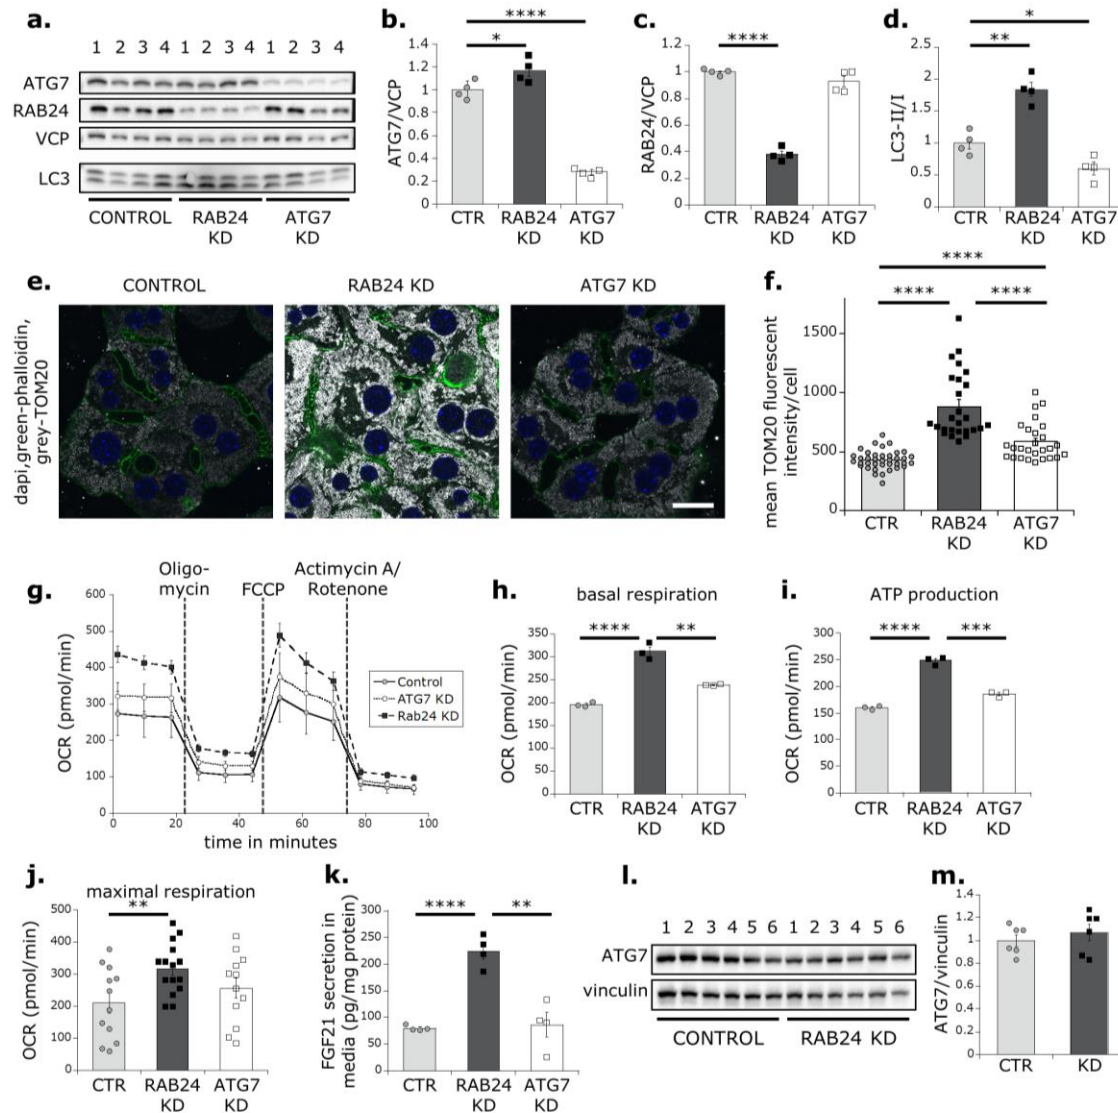 a.
1 2 3 4 1 2 3 4 1 2 3 4
ATG7
RAB24
VCP
LC3
CONTROL RAB24 KD ATG7 KD
b.
****
*
ATG7/VCP
1.4
1.2
1
0.8
0.6
0.4
0.2
0
CTR RAB24 KD ATG7 KD
c.
****
RAB24/VCP
1.2
1
0.8
0.6
0.4
0.2
0
CTR RAB24 KD ATG7 KD
d.
*
**
LC3-II/I
2.5
2
1.5
1
0.5
0
CTR RAB24 KD ATG7 KD
e.
CONTROL RAB24 KD ATG7 KD
dapi,green-phalloidin,
grey-TOM20
f.
****
**** ****
mean TOM20 fluorescent
intensity/cell
1500
1000
500
0
CTR RAB24 KD ATG7 KD
g.
Oligo-
mycin
FCCP
Actimycin A/
Rotenone
OCR (pmol/min)
600
500
400
300
200
100
0
Control
ATG7 KD
Rab24 KD
0 20 40 60 80 100
time in minutes
h.
basal respiration
**** **
OCR (pmol/min)
350
300
250
200
150
100
50
0
CTR RAB24 KD ATG7 KD
i.
ATP production
**** ***
OCR (pmol/min)
300
250
200
150
100
50
0
CTR RAB24 KD ATG7 KD
j.
maximal respiration
**
OCR (pmol/min)
500
400
300
200
100
0
CTR RAB24 KD ATG7 KD
k.
**** **
FGF21 secretion in
media (pg/mg protein)
300
250
200
150
100
50
0
CTR RAB24 KD ATG7 KD
l.
1 2 3 4 5 6 1 2 3 4 5 6
ATG7
vinculin
CONTROL RAB24 KD
m.
ATG7/vinculin
1.4
1.2
1
0.8
0.6
0.4
0.2
0
CTR KD